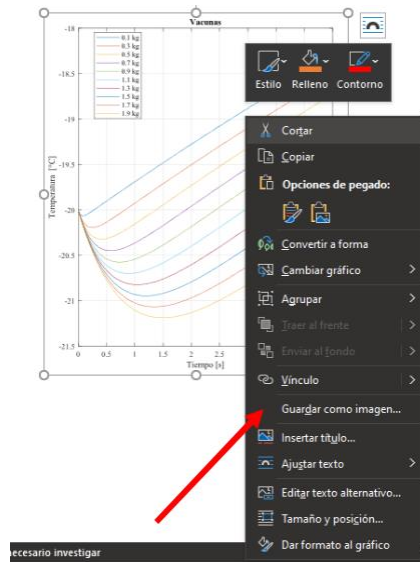 Vacunas
0.1 kg
0.3 kg
0.5 kg
0.7 kg
0.9 kg
1.1 kg
1.3 kg
1.5 kg
1.7 kg
1.9 kg
-18
-18.5
-19
-19.5
-20
-20.5
-21
-21.5
Temperatura [°C]
0 0.5 1 1.5 2 2.5
Tiempo [s]
Estilo Relleno Contorno
Cortar
Copiar
Opciones de pegado:
Convertir a forma
Cambiar gráfico
Agrupar
Traer al frente
Enviar al fondo
Vínculo
Guardar como imagen...
Insertar título...
Ajustar texto
Editar texto alternativo...
Tamaño y posición...
Dar formato al gráfico
necesario investigar